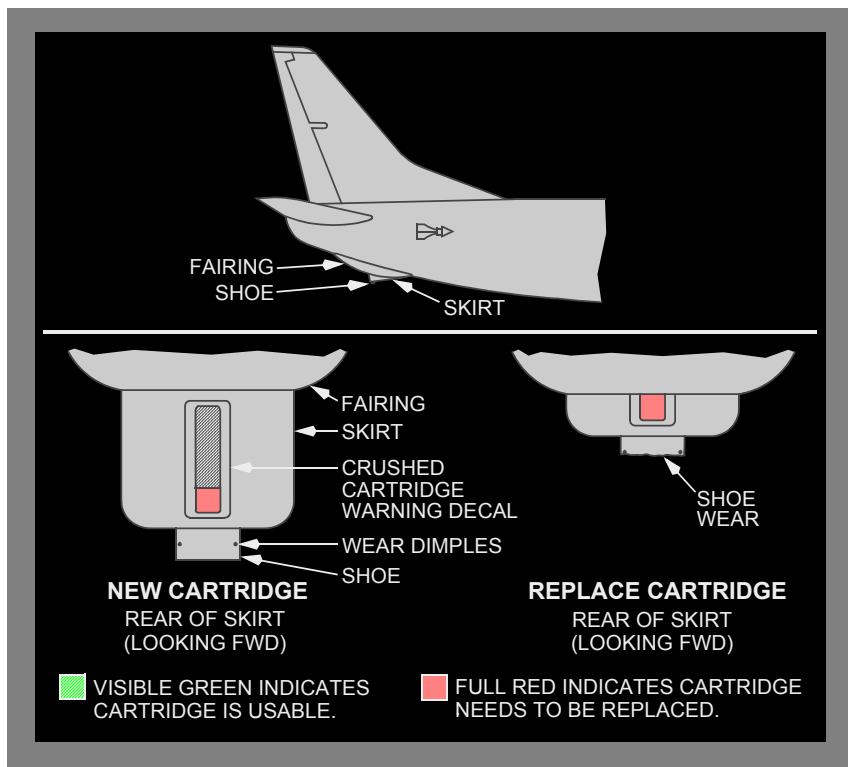 FAIRING
SHOE
SKIRT
FAIRING
SKIRT
CRUSHED
CARTRIDGE
WARNING DECAL
WEAR DIMPLES
SHOE
NEW CARTRIDGE
REAR OF SKIRT
(LOOKING FWD)
SHOE
WEAR
REPLACE CARTRIDGE
REAR OF SKIRT
(LOOKING FWD)
VISIBLE GREEN INDICATES
CARTRIDGE IS USABLE.
FULL RED INDICATES CARTRIDGE
NEEDS TO BE REPLACED.